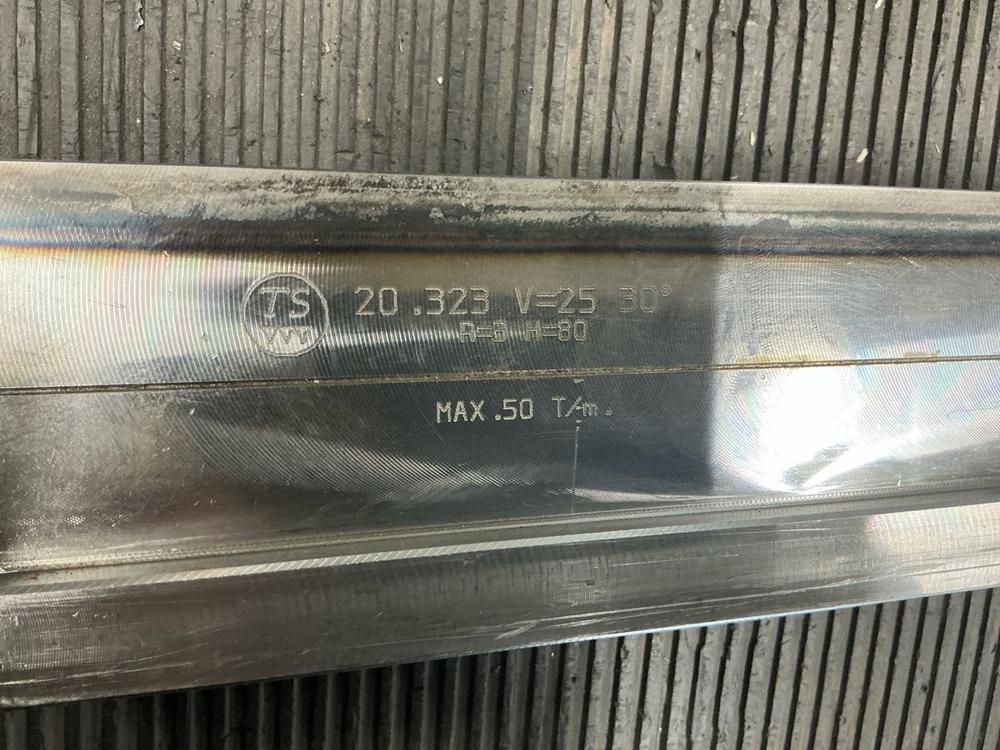 TS
20 .323 V=25 30°
R=3 H=80
MAX .50 T/m.